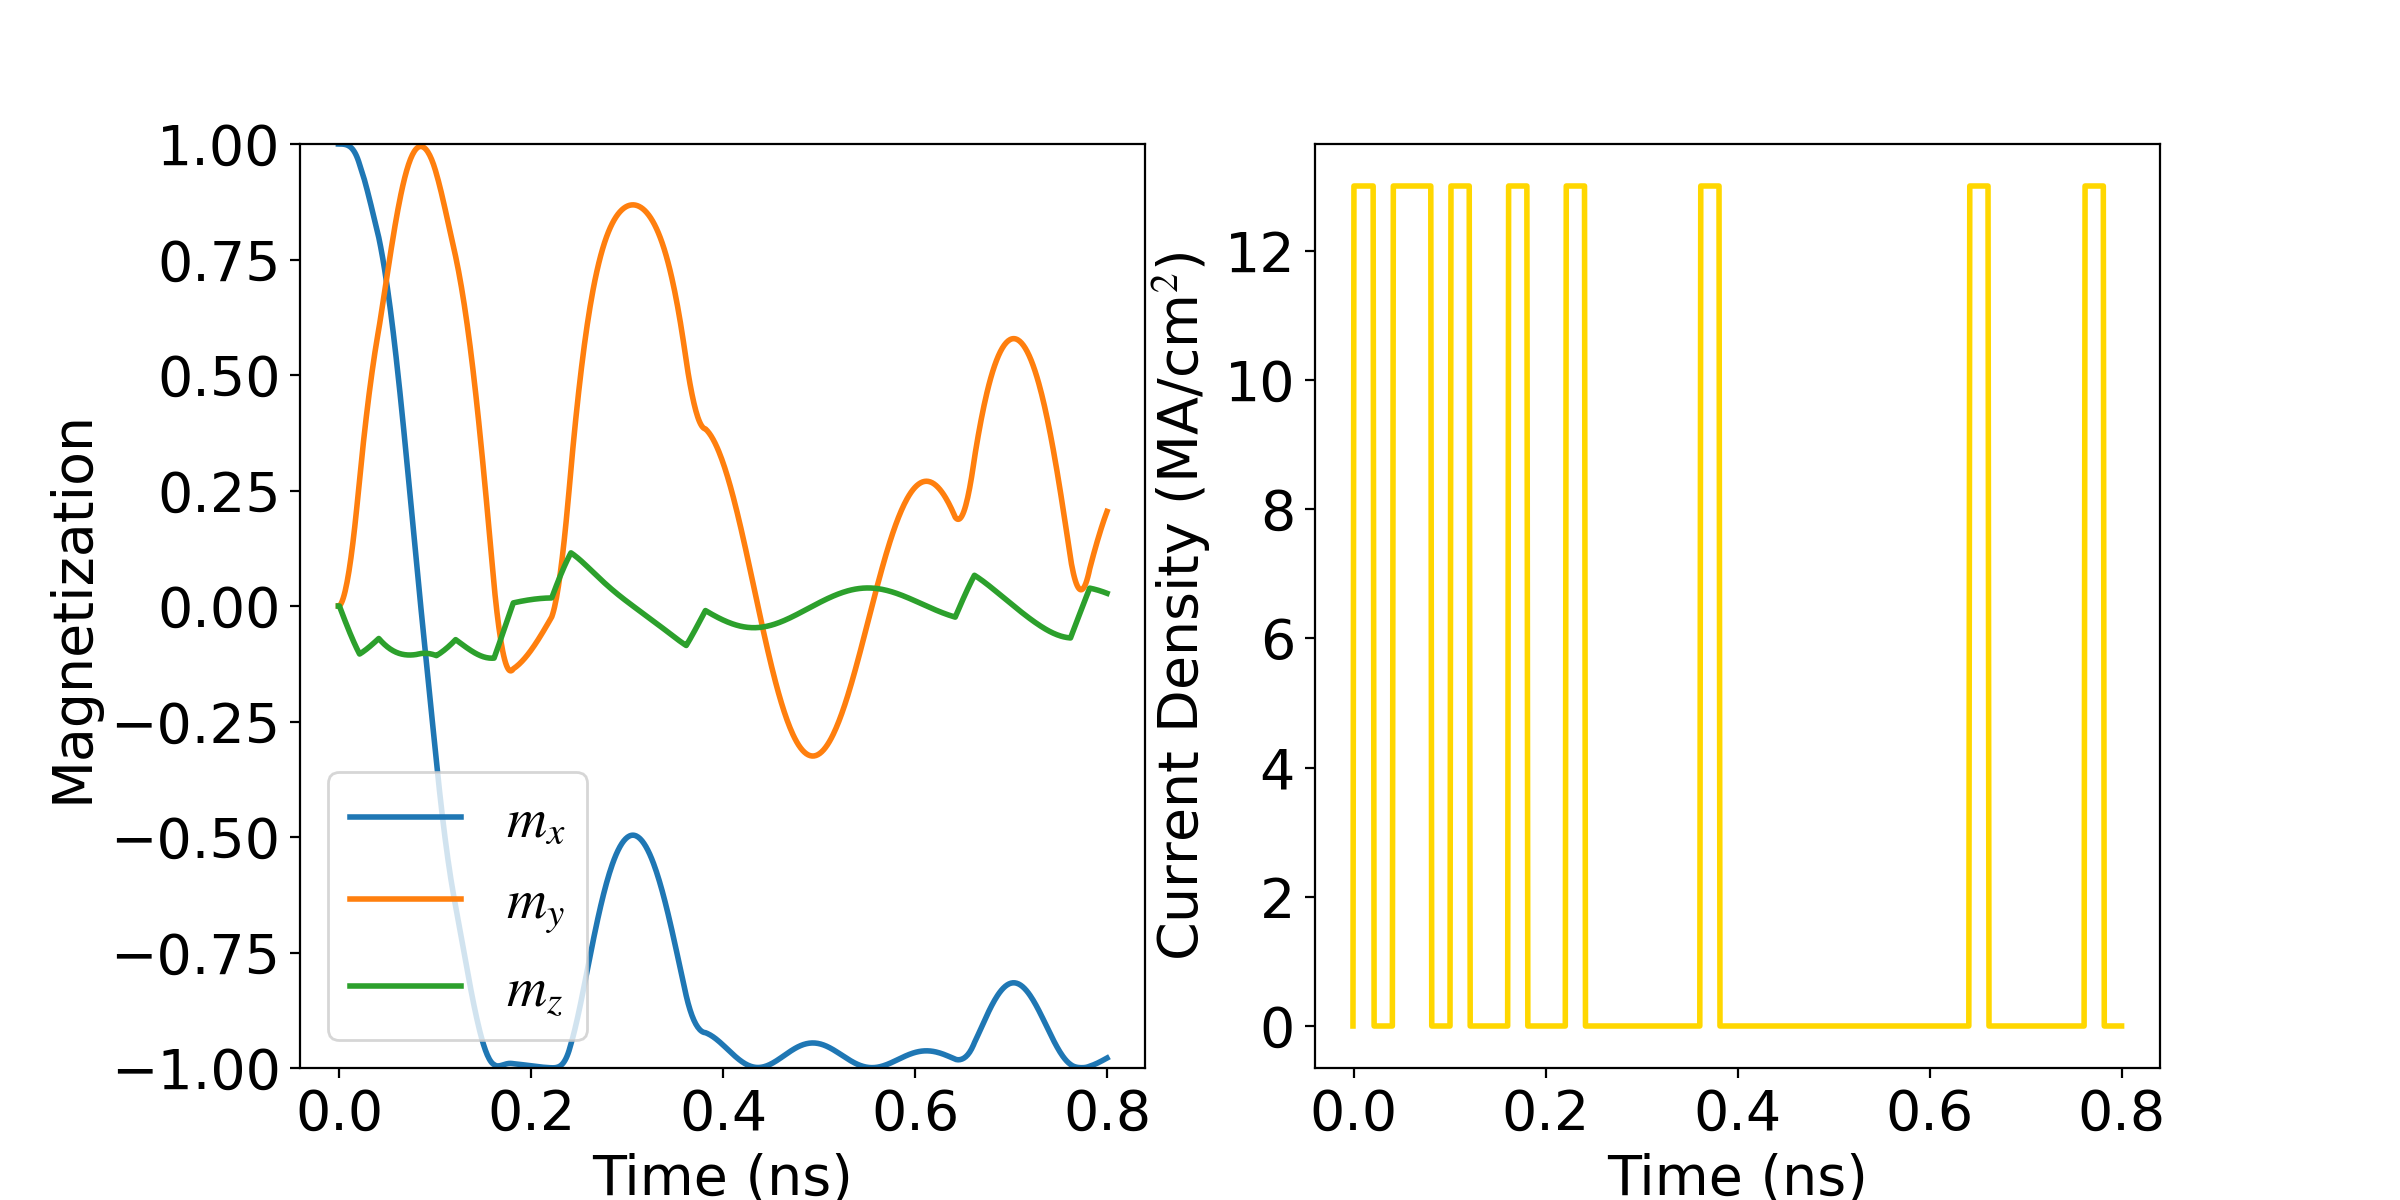 Magnetization
1.00
0.75
0.50
0.25
0.00
−0.25
−0.50
−0.75
−1.00
m_x
m_y
m_z
0.0 0.2 0.4 0.6 0.8
Time (ns)
Current Density (MA/cm²)
12
10
8
6
4
2
0
0.0 0.2 0.4 0.6 0.8
Time (ns)